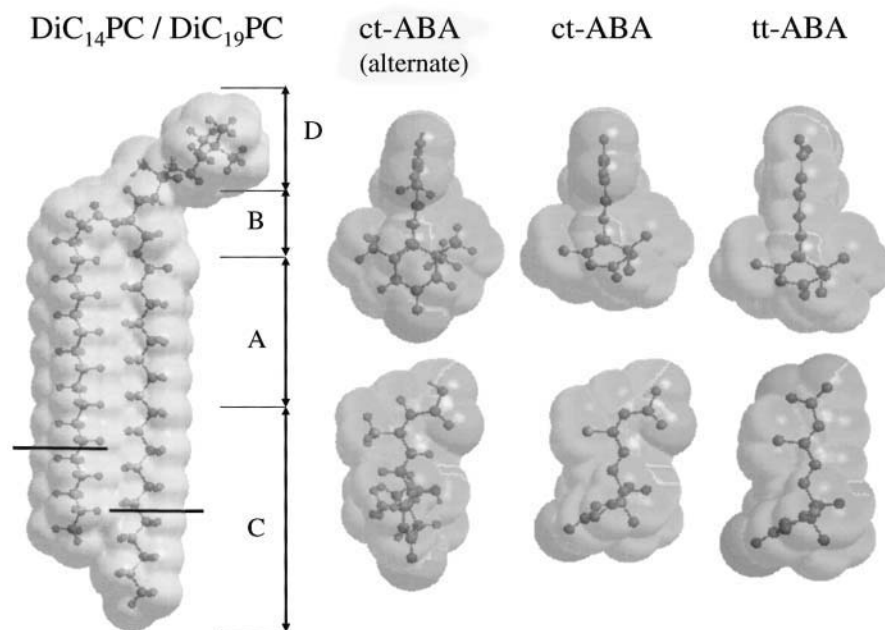 DiC₁₄PC / DiC₁₉PC
ct-ABA
(alternate)
ct-ABA
tt-ABA
D
B
A
C